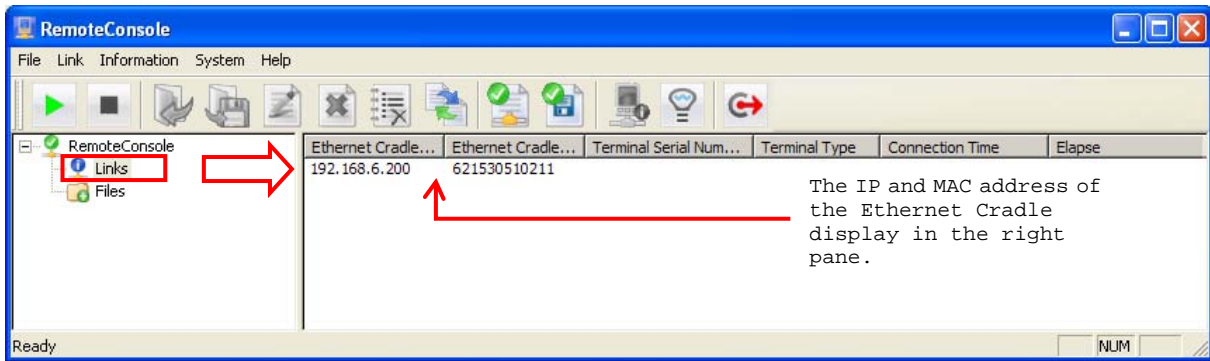 RemoteConsole
File Link Information System Help
RemoteConsole
Links
Files
Ethernet Cradle... Ethernet Cradle... Terminal Serial Num... Terminal Type Connection Time Elapse
192.168.6.200 621530510211
The IP and MAC address of
the Ethernet Cradle
display in the right
pane.
Ready NUM